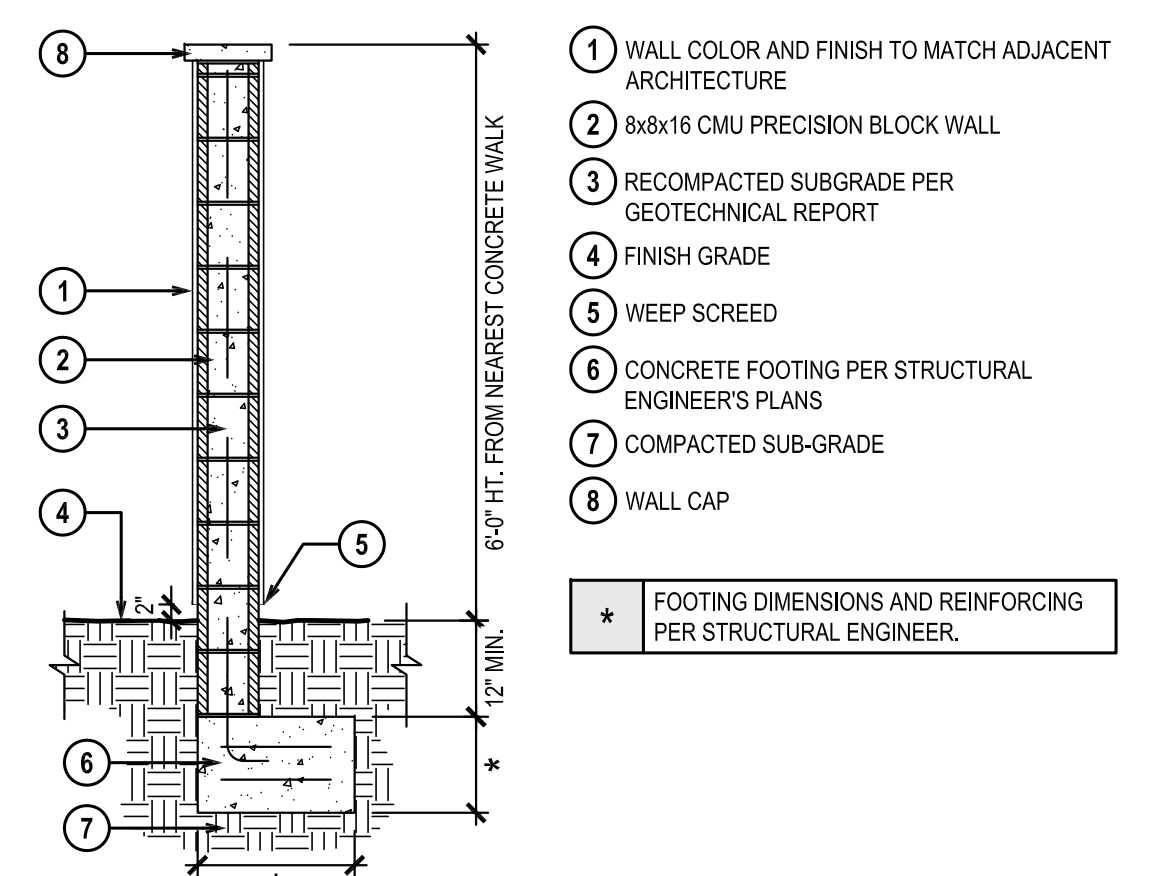 8
1
2
3
4
5
6
7
2"
6'-0" HT. FROM NEAREST CONCRETE WALK
12" MIN.
*
1 WALL COLOR AND FINISH TO MATCH ADJACENT
ARCHITECTURE
2 8x8x16 CMU PRECISION BLOCK WALL
3 RECOMPACTED SUBGRADE PER
GEOTECHNICAL REPORT
4 FINISH GRADE
5 WEEP SCREED
6 CONCRETE FOOTING PER STRUCTURAL
ENGINEER'S PLANS
7 COMPACTED SUB-GRADE
8 WALL CAP
* FOOTING DIMENSIONS AND REINFORCING
PER STRUCTURAL ENGINEER.